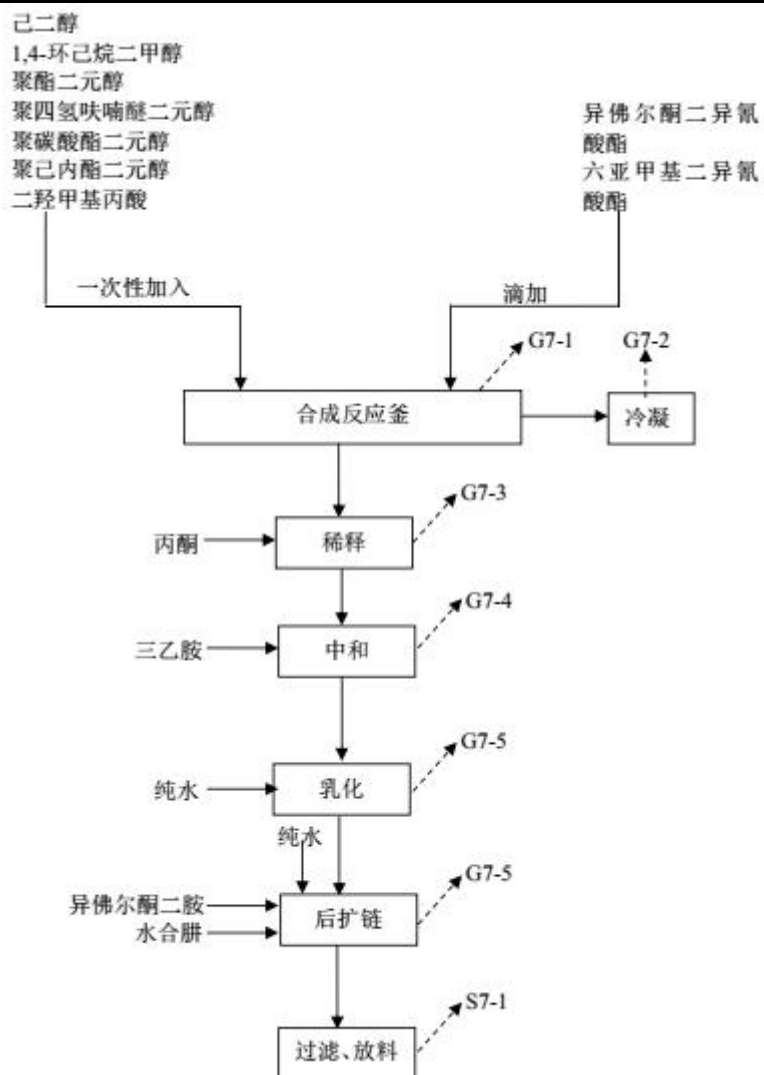 己二醇
1,4-环己烷二甲醇
聚酯二元醇
聚四氢呋喃醚二元醇
聚碳酸酯二元醇
聚己内酯二元醇
二羟甲基丙酸
异佛尔酮二异氰
酸酯
六亚甲基二异氰
酸酯
一次性加入
滴加
G7-1
G7-2
合成反应釜
冷凝
G7-3
丙酮
稀释
G7-4
三乙胺
中和
G7-5
纯水
乳化
纯水
G7-5
异佛尔酮二胺
水合肼
后扩链
S7-1
过滤、放料